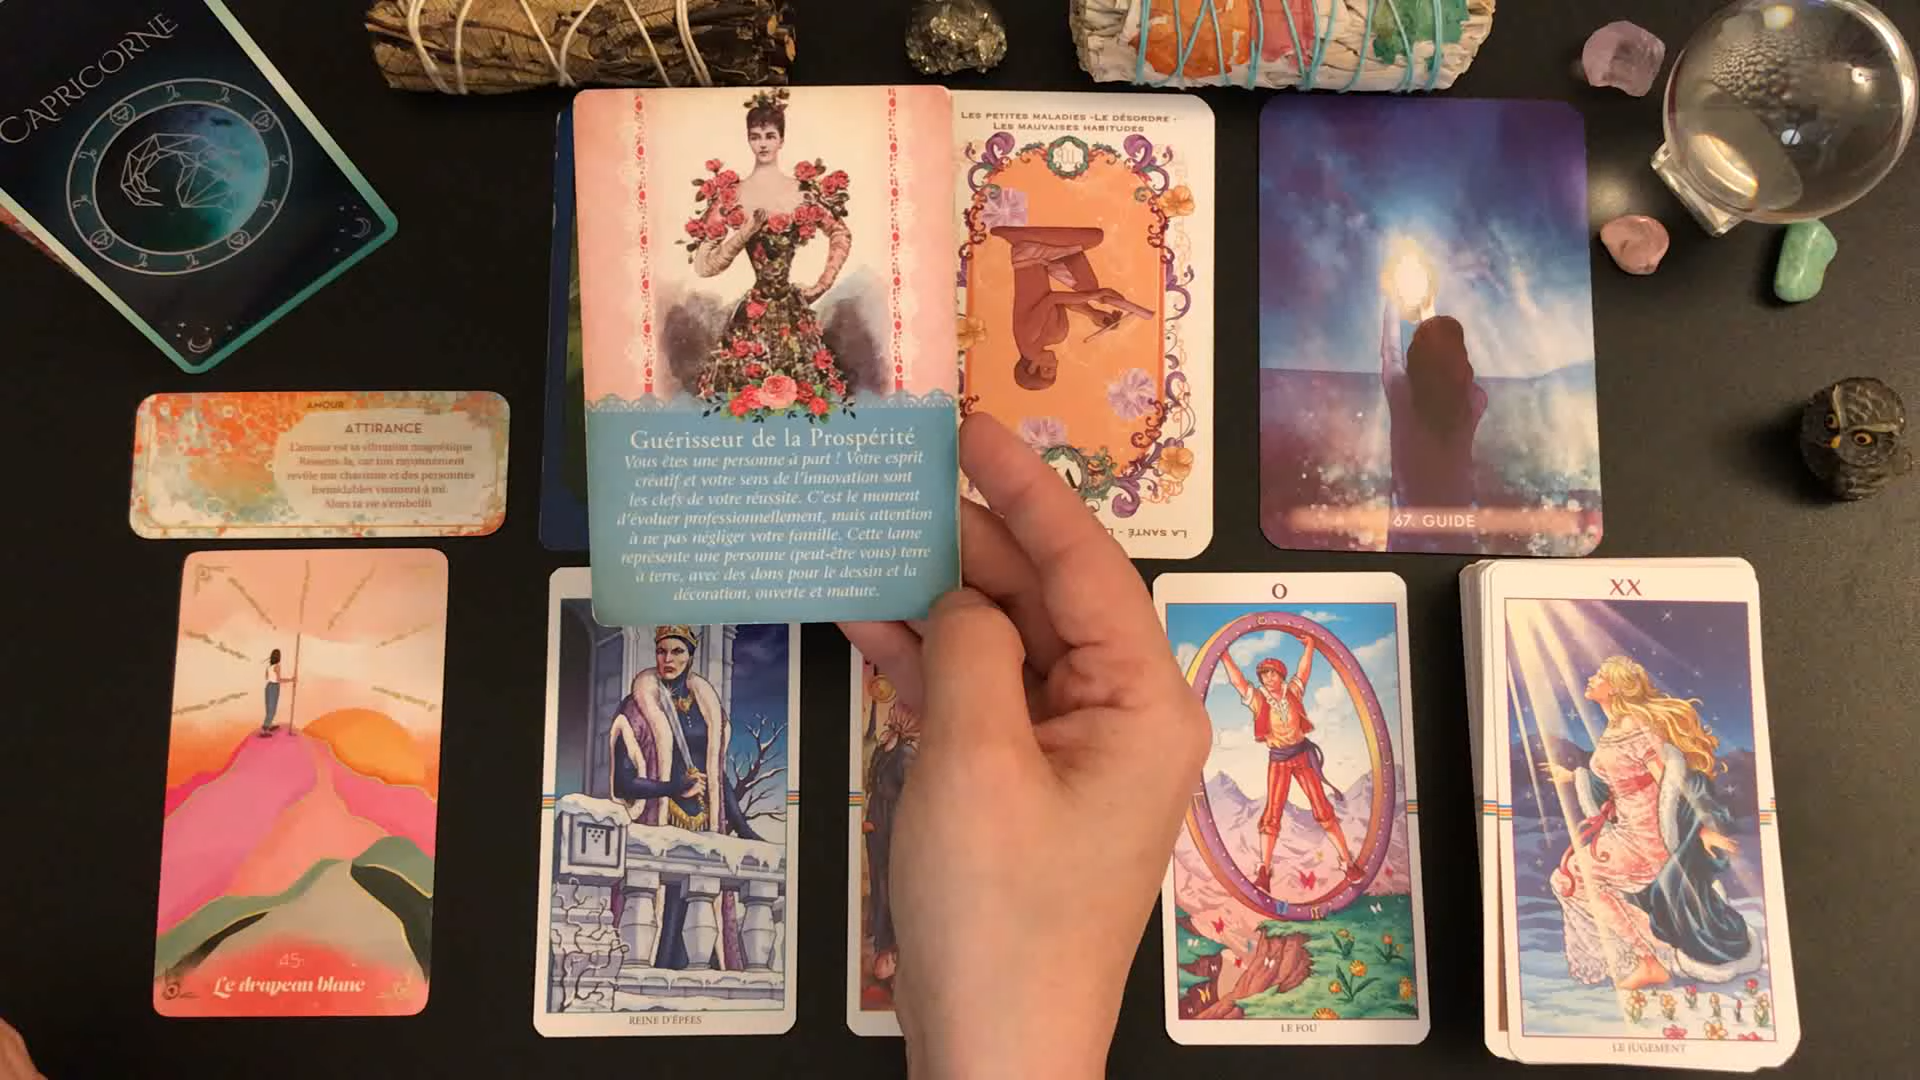 CAPRICORNE
LES PETITES MALADIES - LE DÉSORDRE -
LES MAUVAISES HABITUDES
AMOUR
ATTIRANCE
L'amour est ta vibration magnétique.
Ressens-la, car ton rayonnement
révèle ton charisme et des personnes
formidables viennent à toi.
Alors ta vie s'embellit
Guérisseur de la Prospérité
Vous êtes une personne à part ! Votre esprit
créatif et votre sens de l'innovation sont
les clefs de votre réussite. C'est le moment
d'évoluer professionnellement, mais attention
à ne pas négliger votre famille. Cette lame
représente une personne (peut-être vous) terre
à terre, avec des dons pour le dessin et la
décoration, ouverte et mature.
LA SANTÉ -
67. GUIDE
45
Le drapeau blanc
REINE D'ÉPÉES
0
LE FOU
XX
LE JUGEMENT